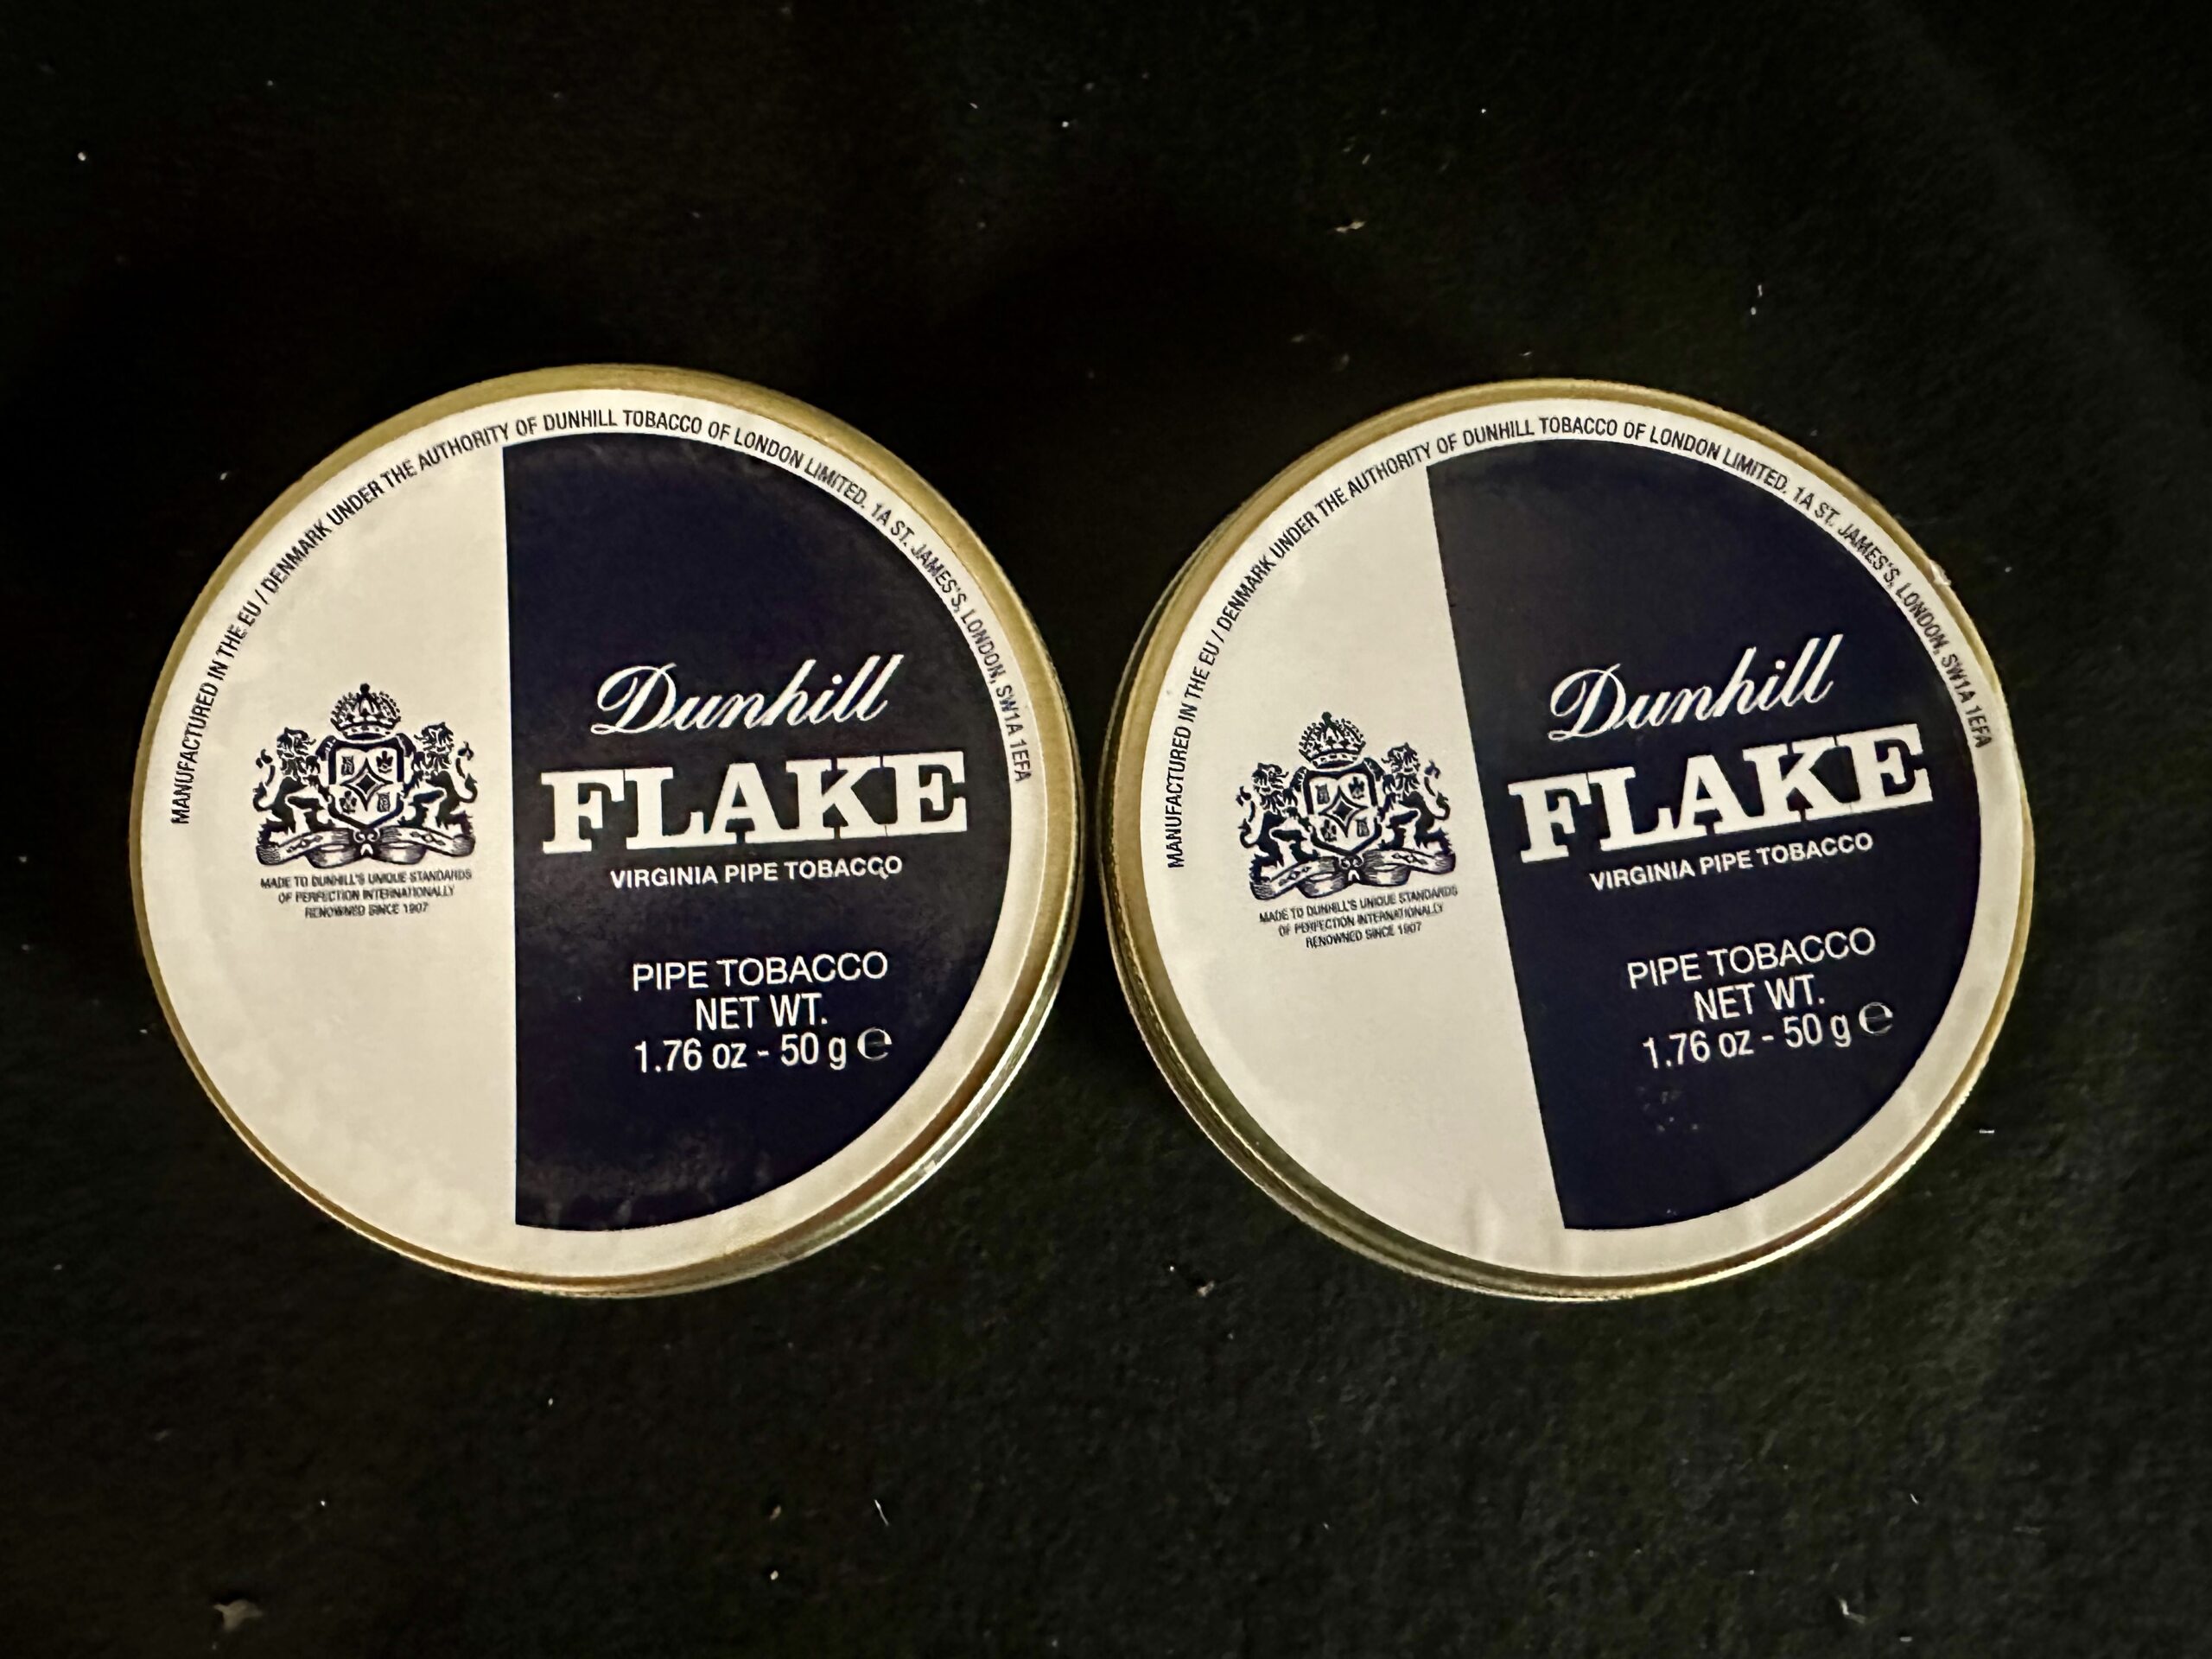 MANUFACTURED IN THE EU / DENMARK UNDER THE AUTHORITY OF DUNHILL TOBACCO OF LONDON LIMITED. 1A ST. JAMES'S, LONDON, SW1A 1EFA
Dunhill
FLAKE
VIRGINIA PIPE TOBACCO
MADE TO DUNHILL'S UNIQUE STANDARDS
OF PERFECTION INTERNATIONALLY
RENOWNED SINCE 1907
PIPE TOBACCO
NET WT.
1.76 oz - 50 g ℮
MANUFACTURED IN THE EU / DENMARK UNDER THE AUTHORITY OF DUNHILL TOBACCO OF LONDON LIMITED. 1A ST. JAMES'S, LONDON, SW1A 1EFA
Dunhill
FLAKE
VIRGINIA PIPE TOBACCO
MADE TO DUNHILL'S UNIQUE STANDARDS
OF PERFECTION INTERNATIONALLY
RENOWNED SINCE 1907
PIPE TOBACCO
NET WT.
1.76 oz - 50 g ℮